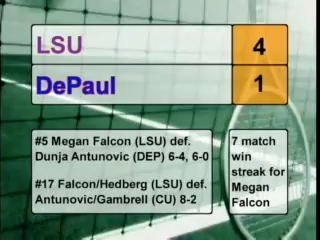 LSU 4
DePaul 1
#5 Megan Falcon (LSU) def.
Dunja Antunovic (DEP) 6-4, 6-0
#17 Falcon/Hedberg (LSU) def.
Antunovic/Gambrell (CU) 8-2
7 match
win
streak for
Megan
Falcon